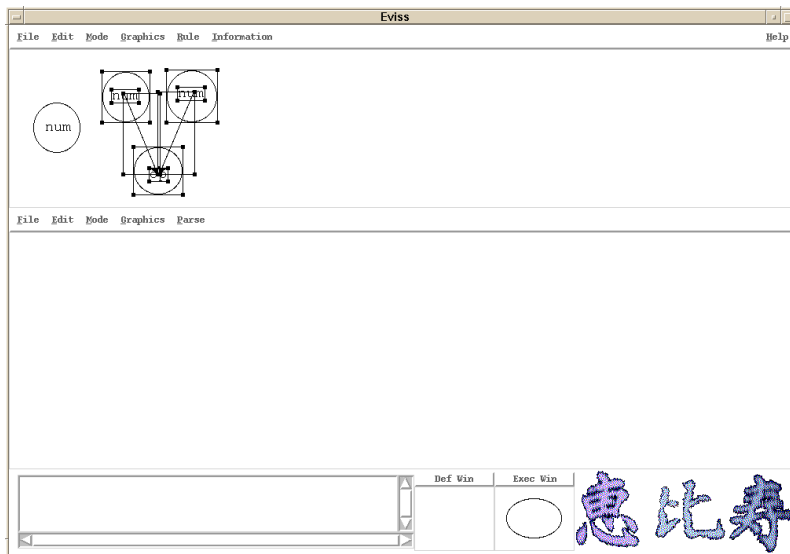 Eviss
File Edit Mode Graphics Rule Information Help
num num num
File Edit Mode Graphics Parse
Def Win Exec Win
恵比寿